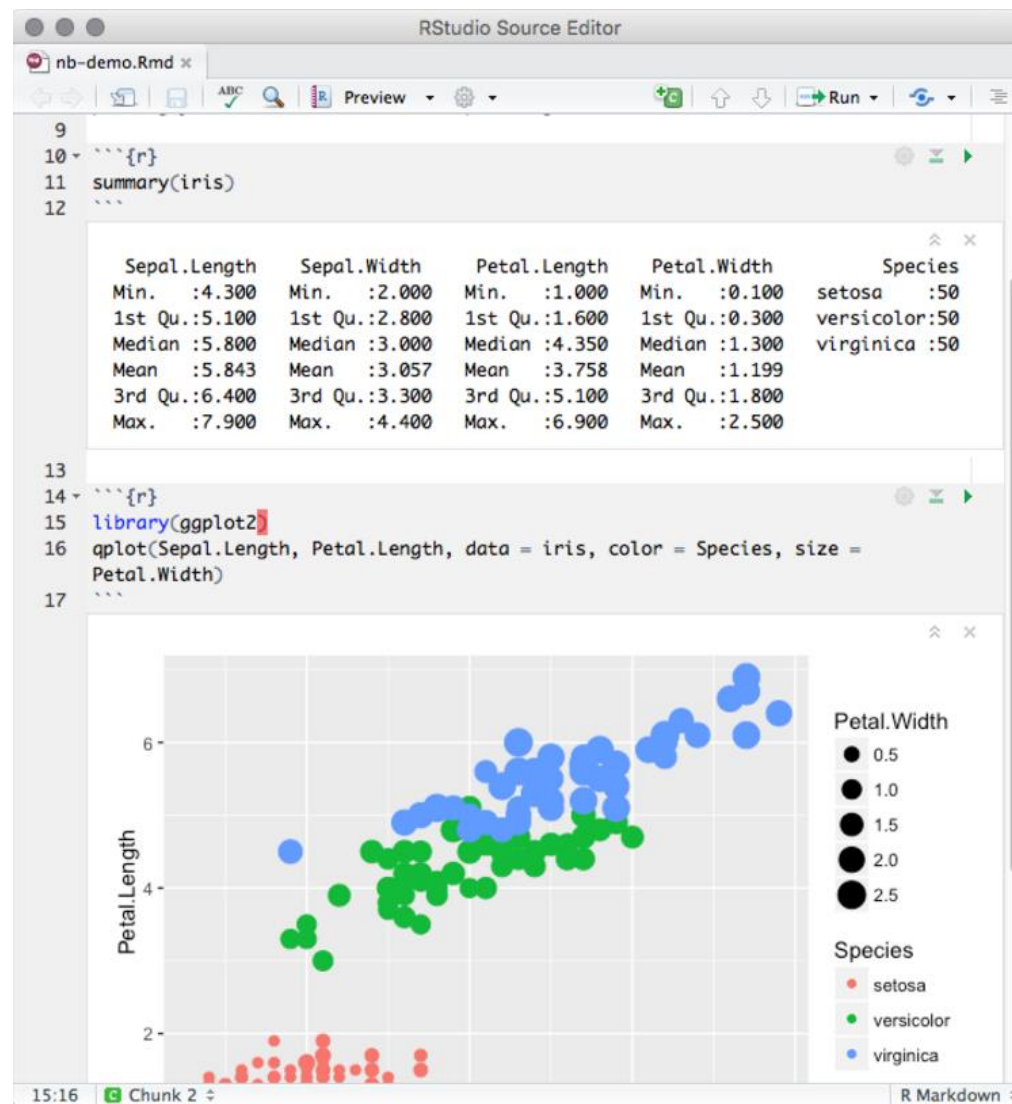 RStudio Source Editor
nb-demo.Rmd
ABC
Preview
Run
9
10 ```{r}
11 summary(iris)
12 ```
Sepal.Length Sepal.Width Petal.Length Petal.Width Species
Min. :4.300 Min. :2.000 Min. :1.000 Min. :0.100 setosa :50
1st Qu.:5.100 1st Qu.:2.800 1st Qu.:1.600 1st Qu.:0.300 versicolor:50
Median :5.800 Median :3.000 Median :4.350 Median :1.300 virginica :50
Mean :5.843 Mean :3.057 Mean :3.758 Mean :1.199
3rd Qu.:6.400 3rd Qu.:3.300 3rd Qu.:5.100 3rd Qu.:1.800
Max. :7.900 Max. :4.400 Max. :6.900 Max. :2.500
13
14 ```{r}
15 library(ggplot2)
16 qplot(Sepal.Length, Petal.Length, data = iris, color = Species, size =
Petal.Width)
17 ```
Petal.Length
6
4
2
Petal.Width
0.5
1.0
1.5
2.0
2.5
Species
setosa
versicolor
virginica
15:16 C Chunk 2 R Markdown